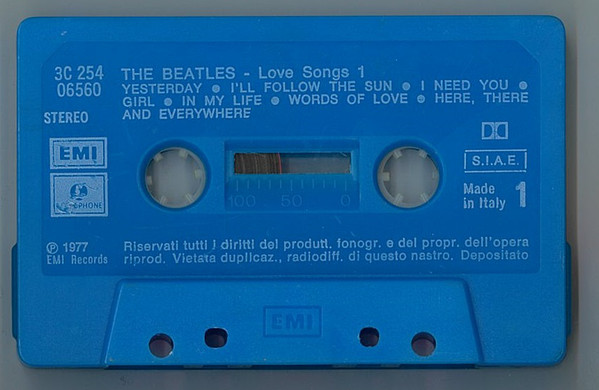 3C 254
06560
STEREO
THE BEATLES - Love Songs 1
YESTERDAY ● I'LL FOLLOW THE SUN ● I NEED YOU ●
GIRL ● IN MY LIFE ● WORDS OF LOVE ● HERE, THERE
AND EVERYWHERE
EMI
PARLOPHONE
100 50 0
S.I.A.E.
Made
in Italy
1
℗ 1977
EMI Records
Riservati tutti i diritti del produtt. fonogr. e del propr. dell'opera
riprod. Vietata duplicaz., radiodiff. di questo nastro. Depositato
EMI